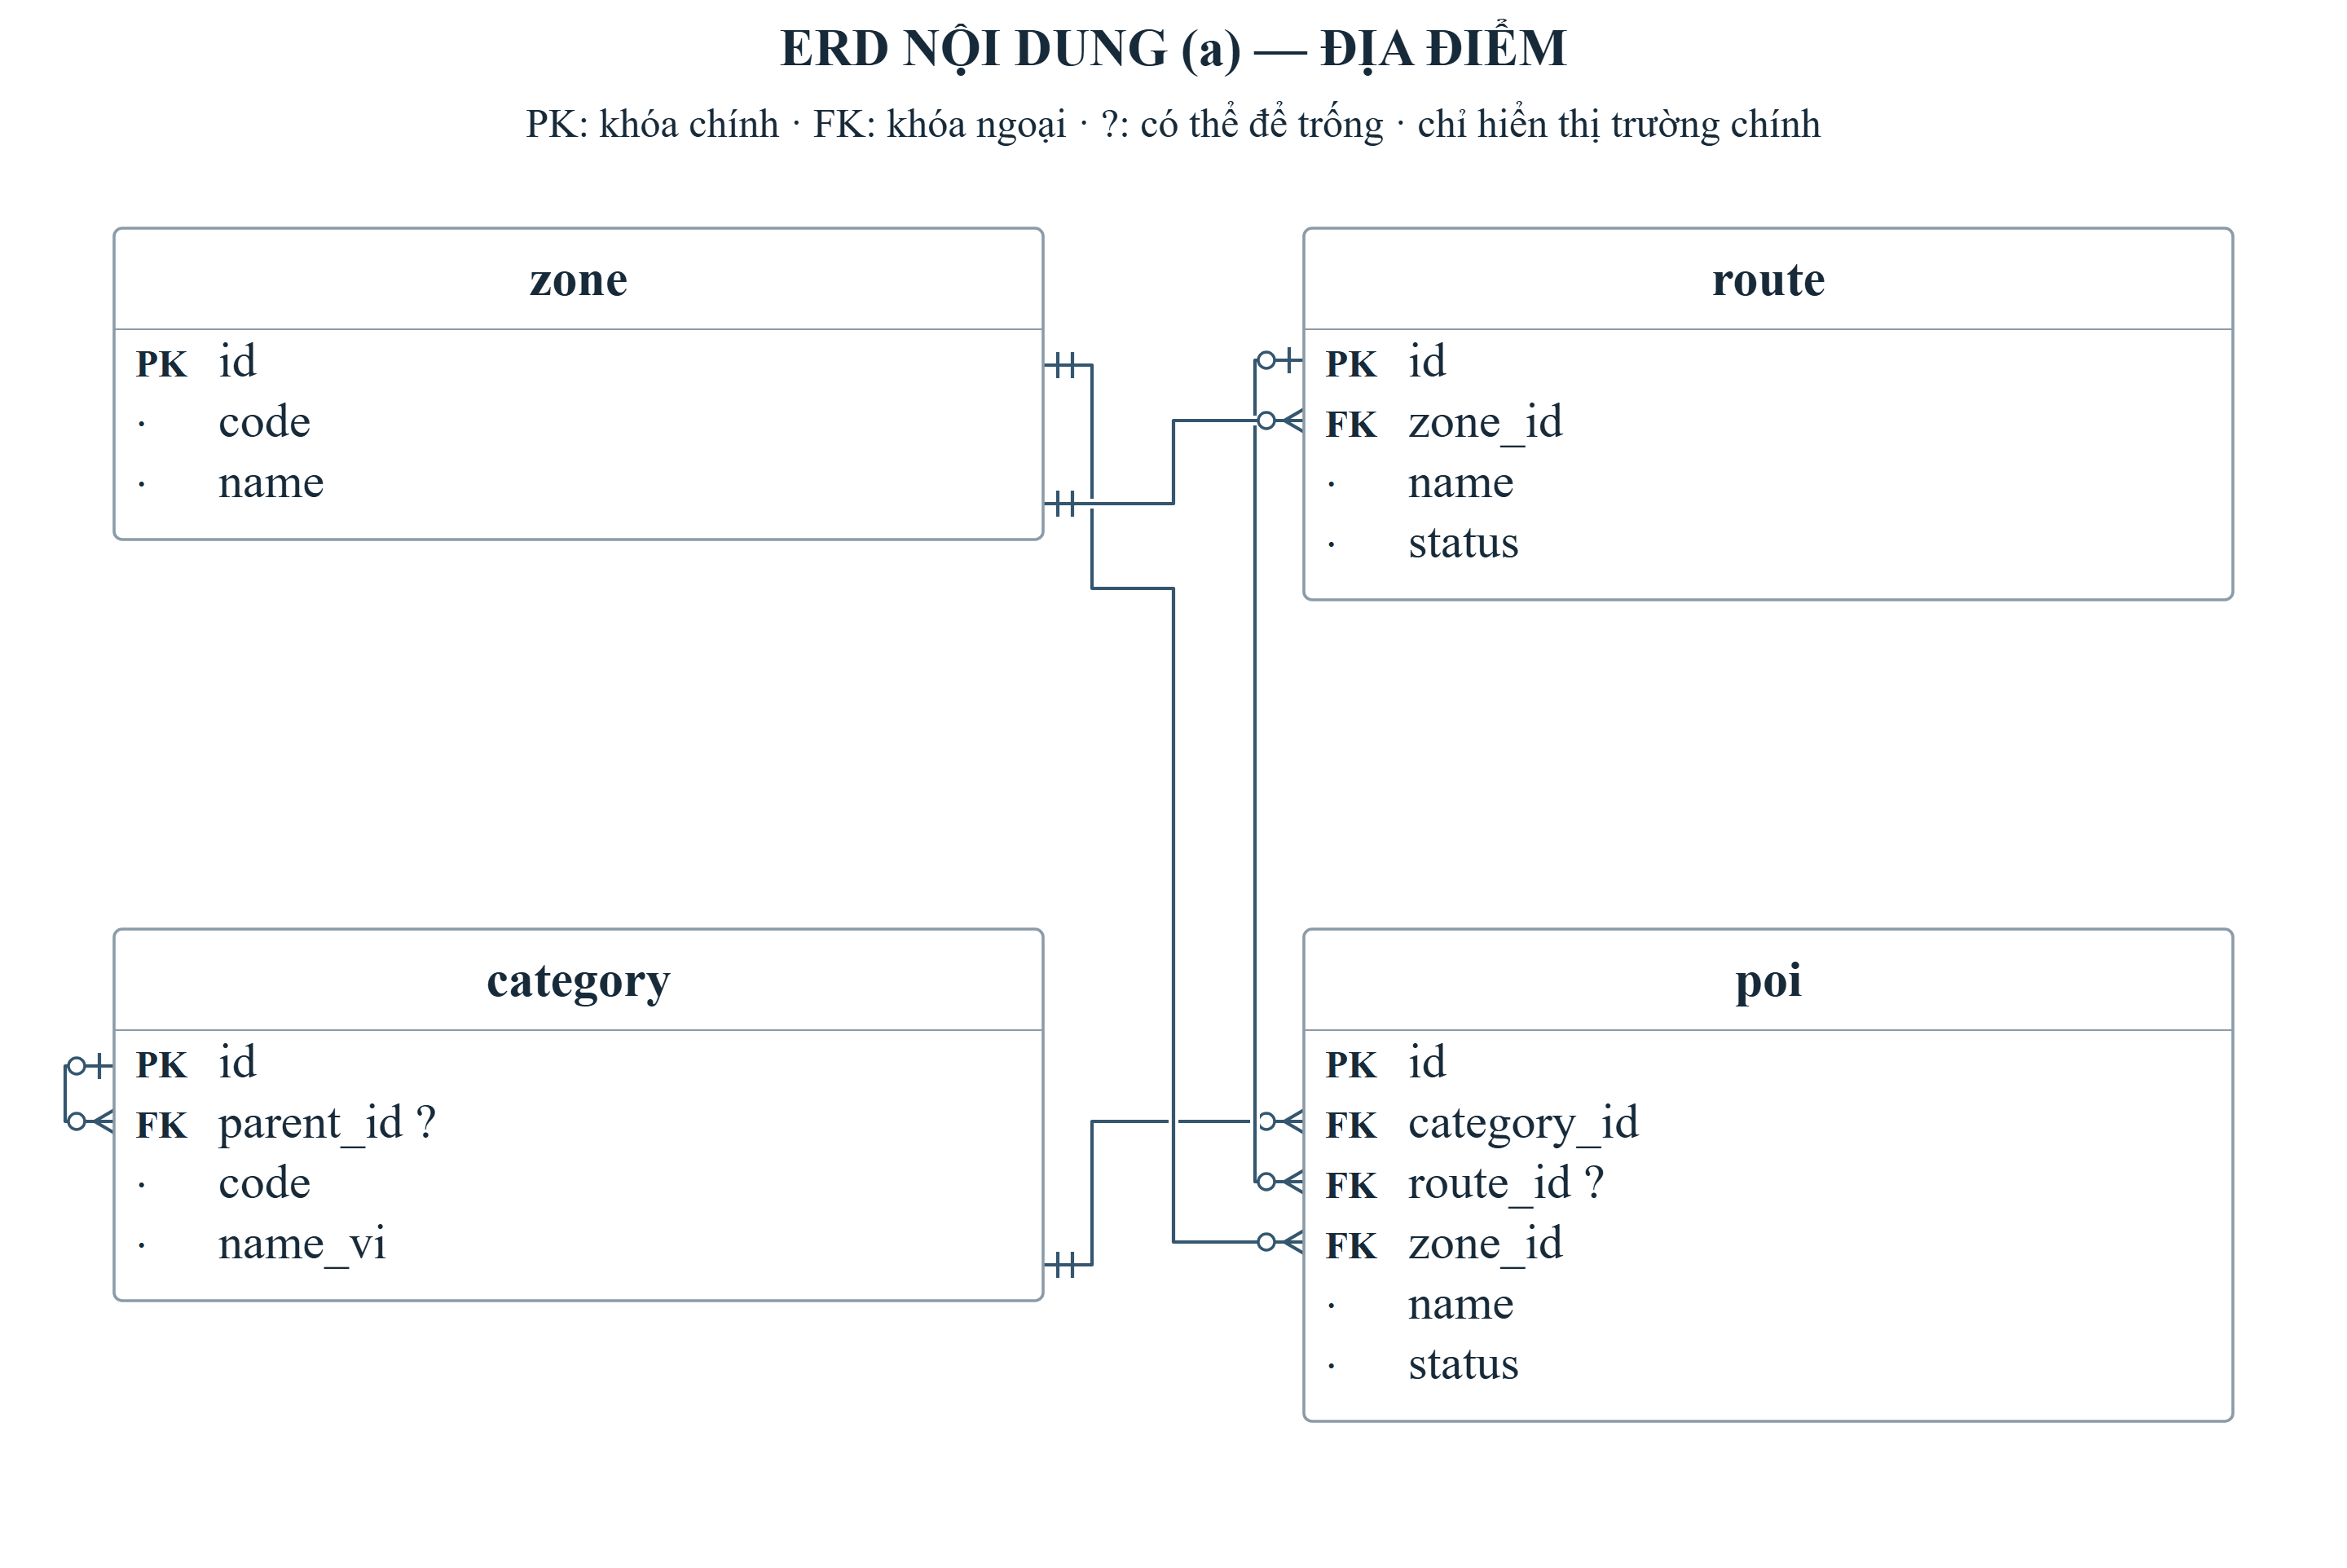 ERD NỘI DUNG (a) — ĐỊA ĐIỂM
PK: khóa chính · FK: khóa ngoại · ?: có thể để trống · chỉ hiển thị trường chính
zone
PK id
· code
· name
route
PK id
FK zone_id
· name
· status
category
PK id
FK parent_id ?
· code
· name_vi
poi
PK id
FK category_id
FK route_id ?
FK zone_id
· name
· status